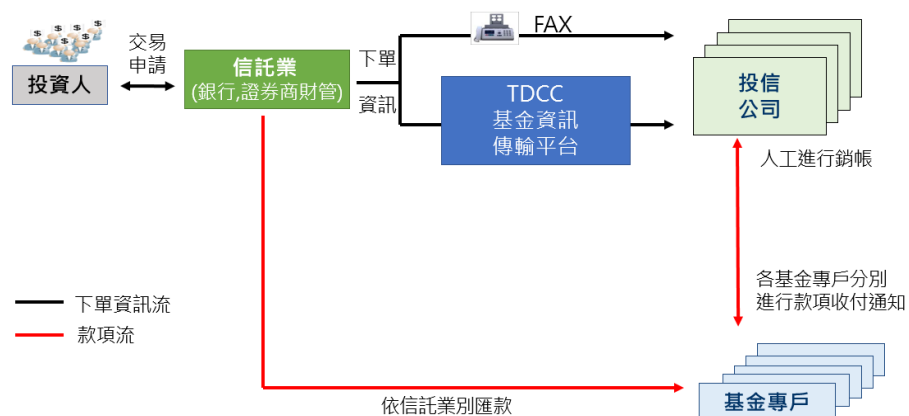 FAX
交易
申請
下單
投資人
信託業
(銀行,證券商財管)
資訊
TDCC
基金資訊
傳輸平台
投信
公司
人工進行銷帳
各基金專戶分別
進行款項收付通知
下單資訊流
款項流
依信託業別匯款
基金專戶